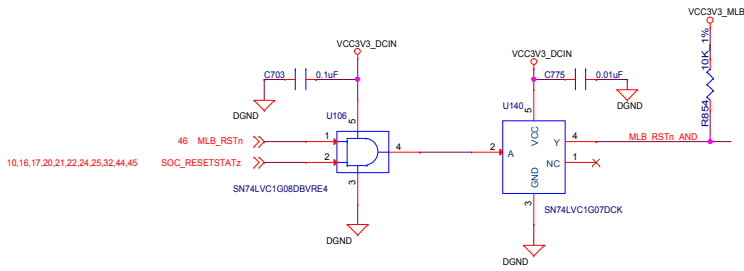 VCC3V3_MLB
VCC3V3_DCIN
VCC3V3_DCIN
10K_1%
C703
0.1uF
C775
0.01uF
DGND
DGND
U106
U140
R854
5
5
46 MLB_RSTn
1
4
2
A
VCC
Y
4
MLB_RSTn_AND
10,16,17,20,21,22,24,25,32,44,45
SOC_RESETSTATz
2
NC
1
GND
3
3
SN74LVC1G08DBVRE4
SN74LVC1G07DCK
DGND
DGND